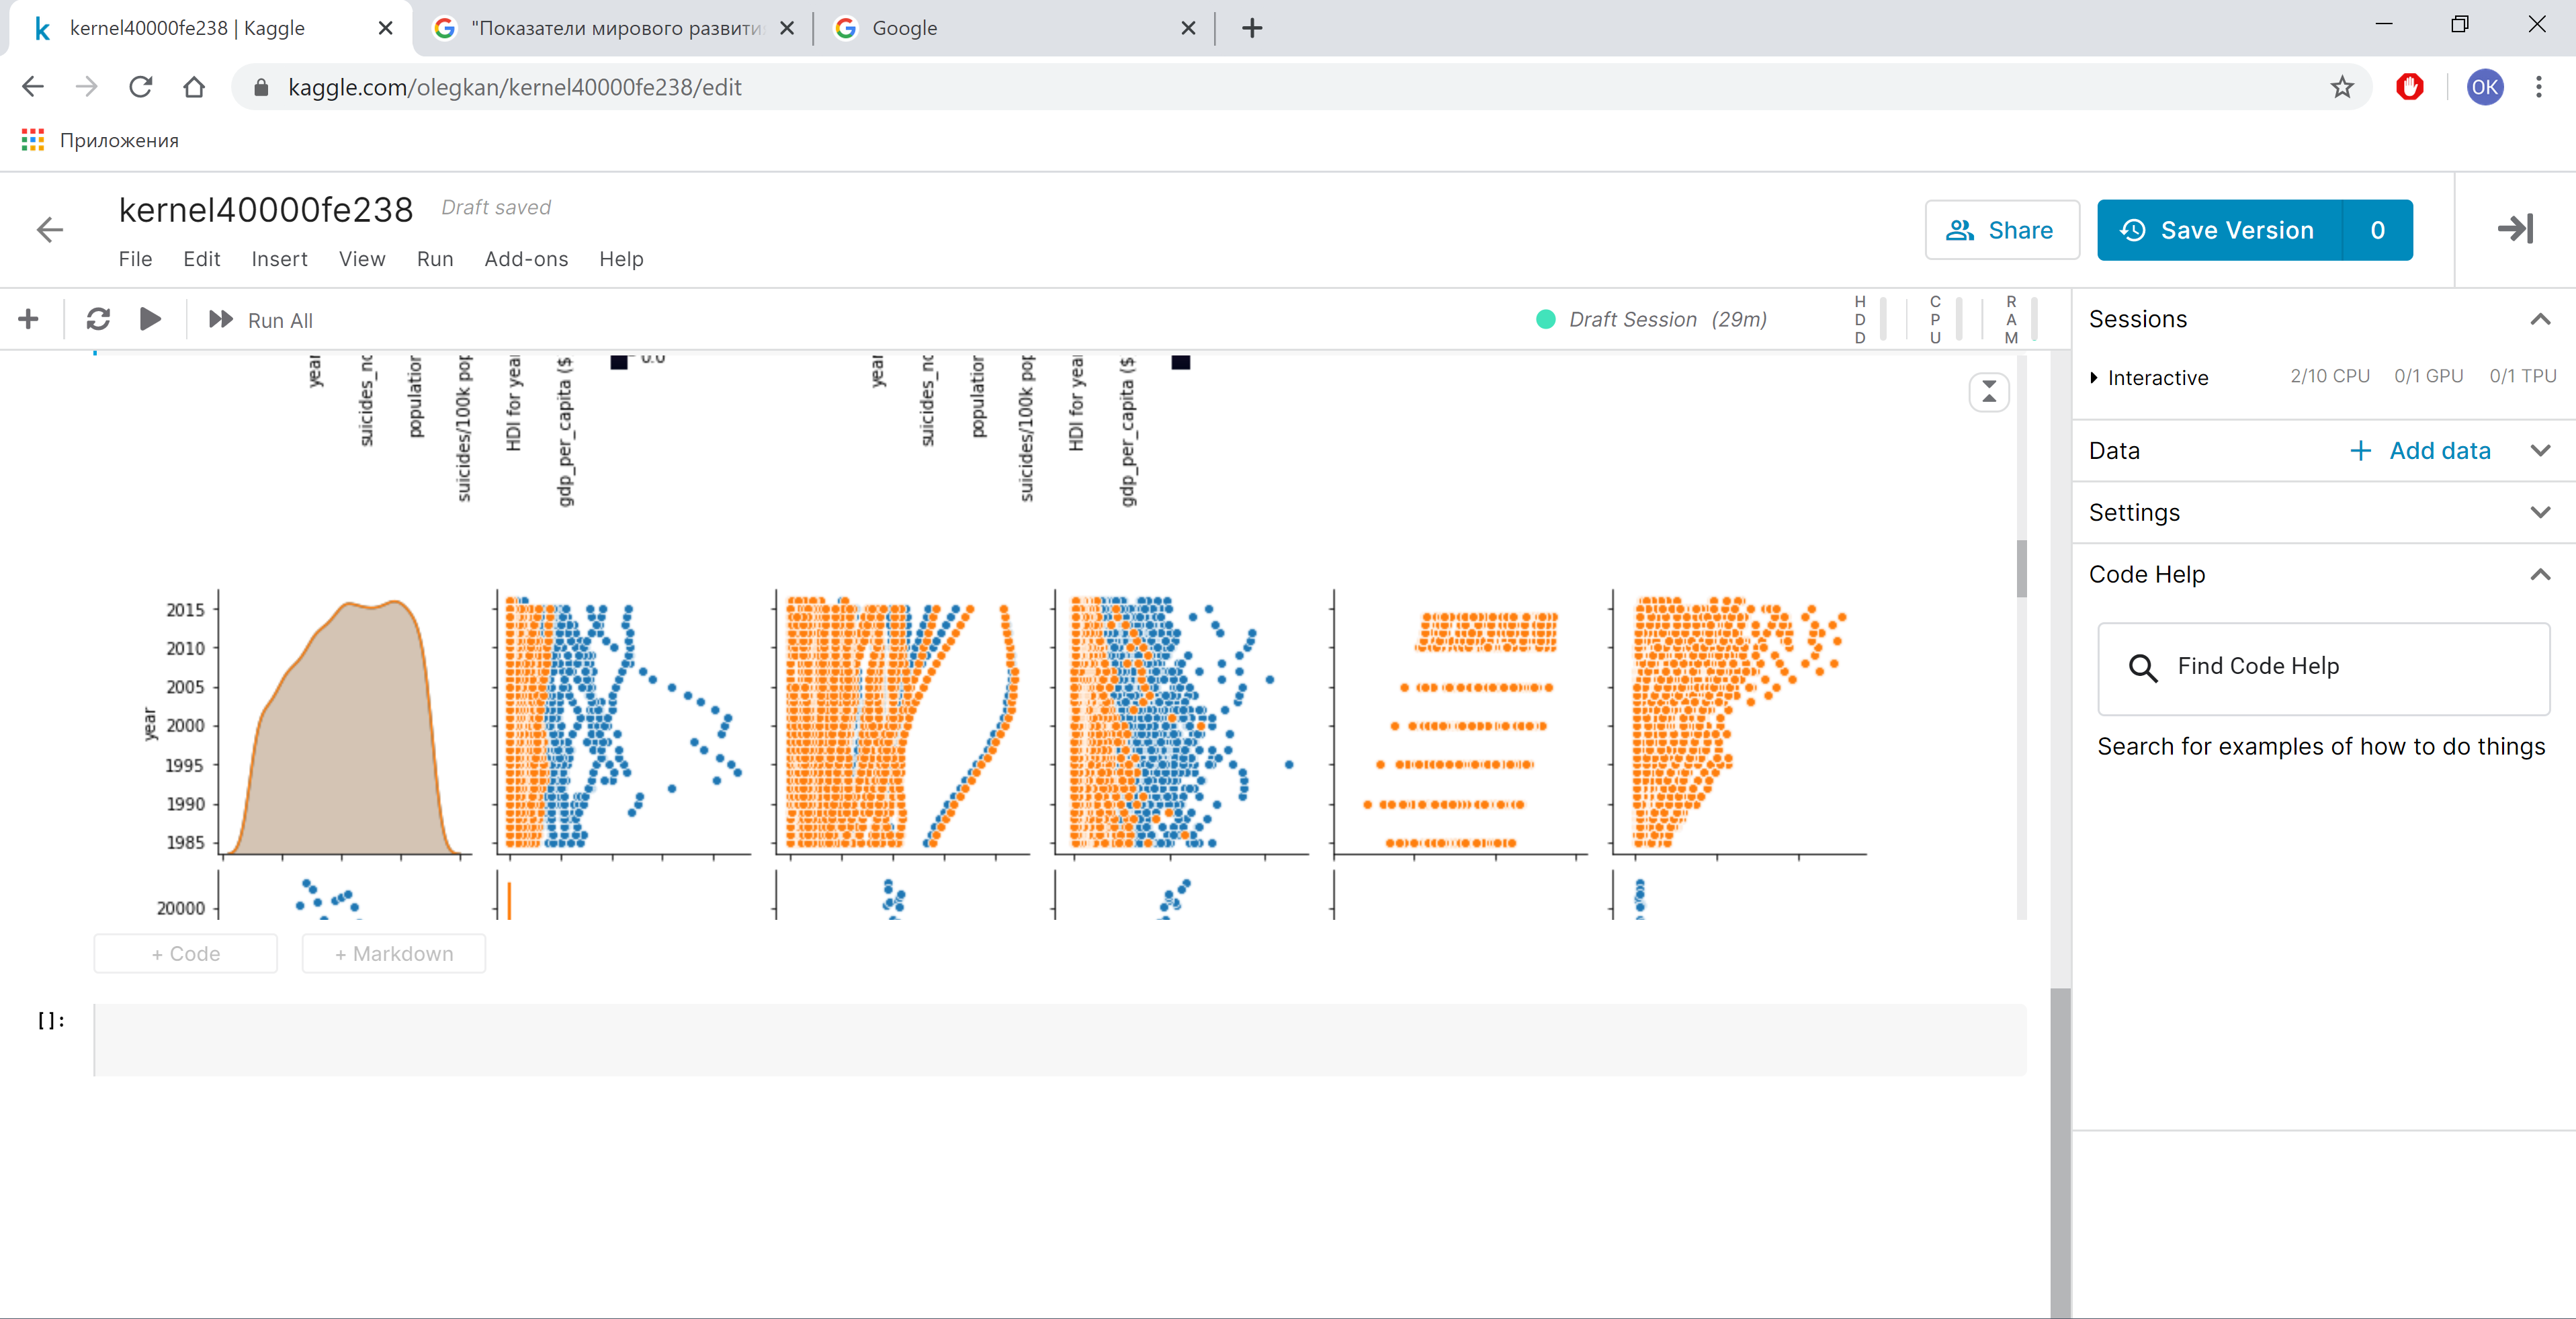 kernel40000fe238 | Kaggle
"Показатели мирового развити
Google
kaggle.com/olegkan/kernel40000fe238/edit
OK
Приложения
kernel40000fe238
Draft saved
Share
Save Version
0
File
Edit
Insert
View
Run
Add-ons
Help
Run All
Draft Session (29m)
HDD
CPU
RAM
year
suicides_no
population
suicides/100k pop
HDI for year
gdp_per_capita ($
0.0
year
suicides_no
population
suicides/100k pop
HDI for year
gdp_per_capita ($
2015
2010
2005
2000
1995
1990
1985
year
20000
+ Code
+ Markdown
[]:
Sessions
Interactive
2/10 CPU
0/1 GPU
0/1 TPU
Data
+ Add data
Settings
Code Help
Find Code Help
Search for examples of how to do things